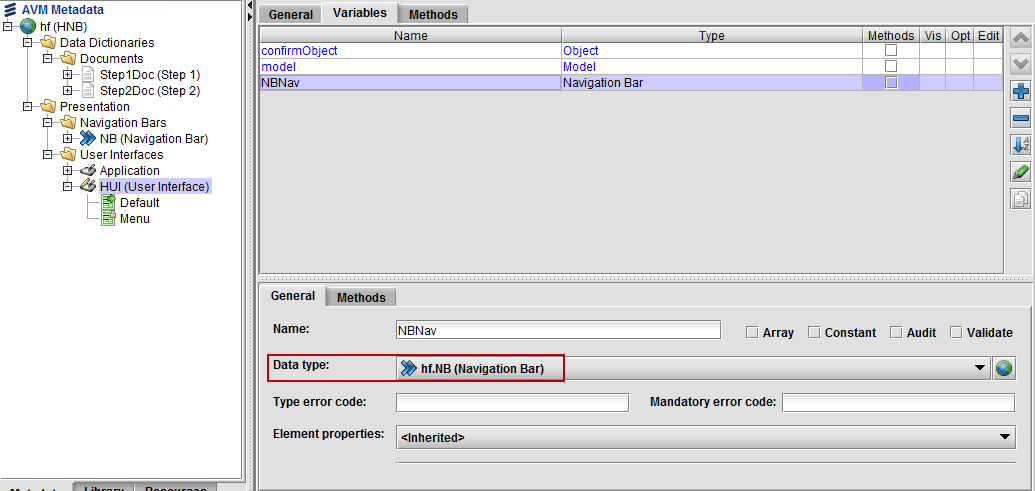 AVM Metadata
hf (HNB)
Data Dictionaries
Documents
Step1Doc (Step 1)
Step2Doc (Step 2)
Presentation
Navigation Bars
NB (Navigation Bar)
User Interfaces
Application
HUI (User Interface)
Default
Menu
Metadata Library Resources
General Variables Methods
Name Type Methods Vis Opt Edit
confirmObject Object
model Model
NBNav Navigation Bar
General Methods
Name: NBNav Array Constant Audit Validate
Data type: hf.NB (Navigation Bar)
Type error code: Mandatory error code:
Element properties: <Inherited>